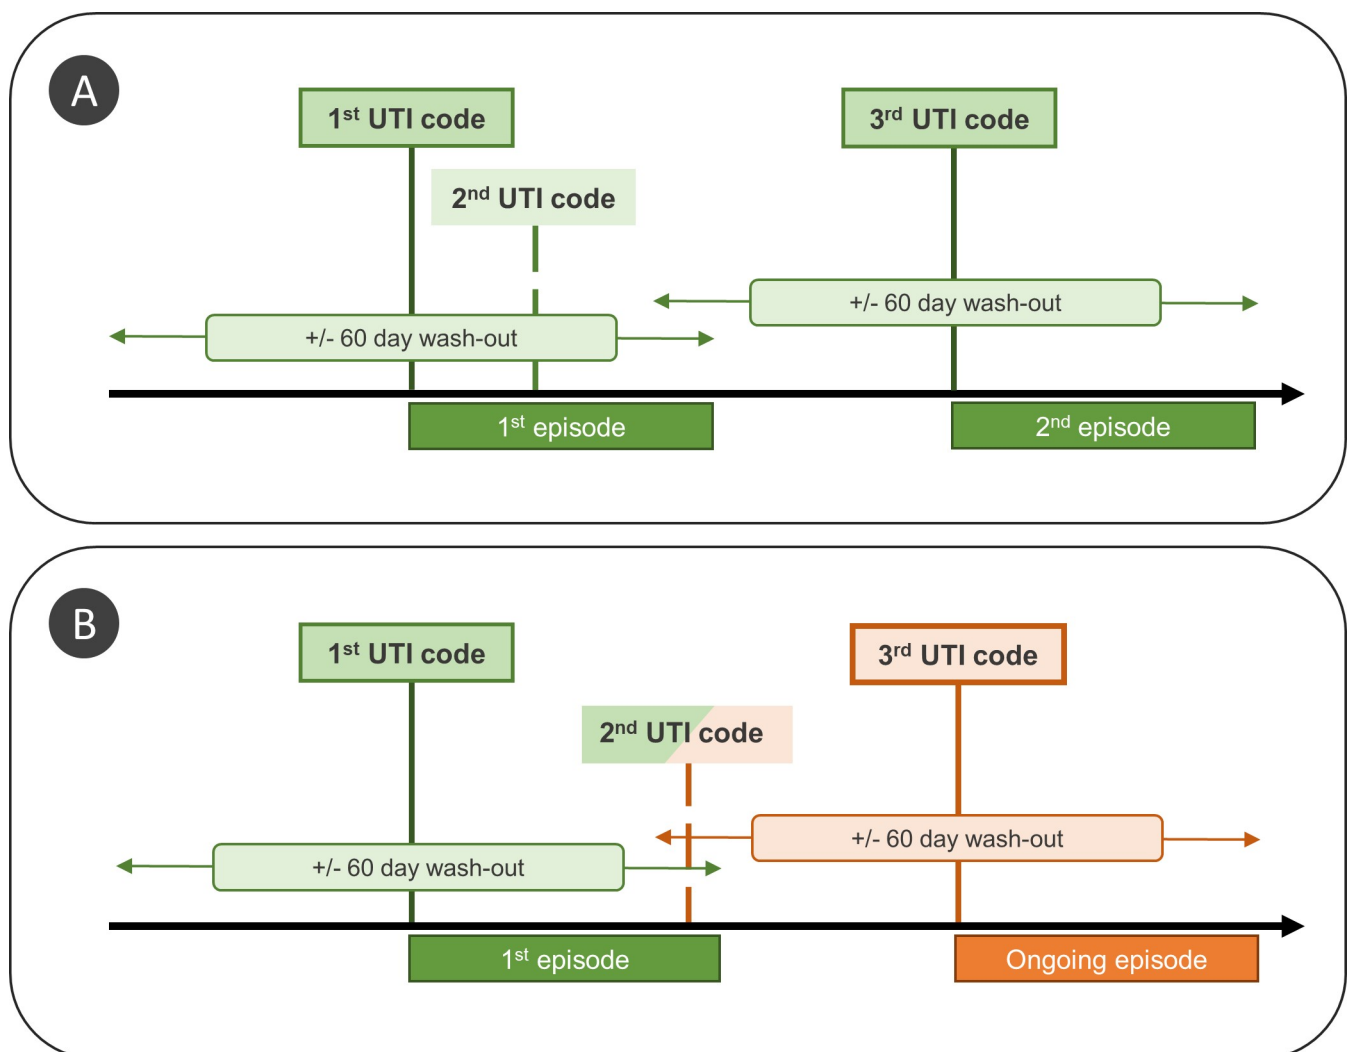 A
1st UTI code
3rd UTI code
2nd UTI code
+/- 60 day wash-out
+/- 60 day wash-out
1st episode
2nd episode
B
1st UTI code
3rd UTI code
2nd UTI code
+/- 60 day wash-out
+/- 60 day wash-out
1st episode
Ongoing episode